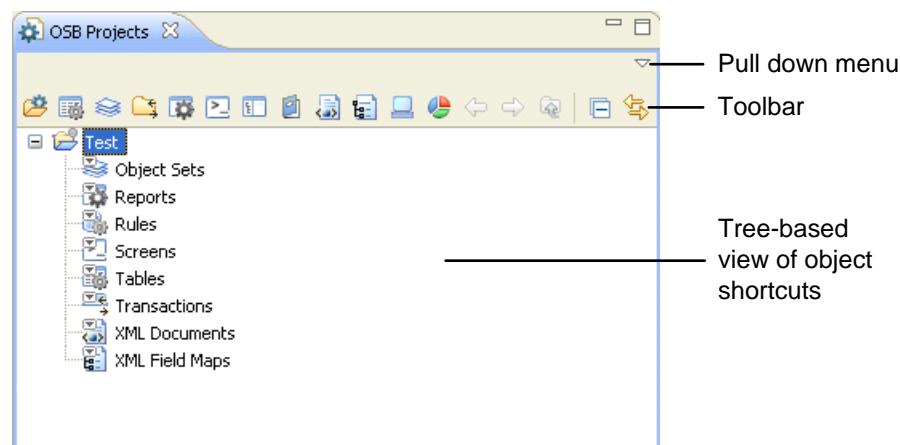 OSB Projects
Pull down menu
Toolbar
Test
Object Sets
Reports
Rules
Screens
Tables
Transactions
XML Documents
XML Field Maps
Tree-based
view of object
shortcuts